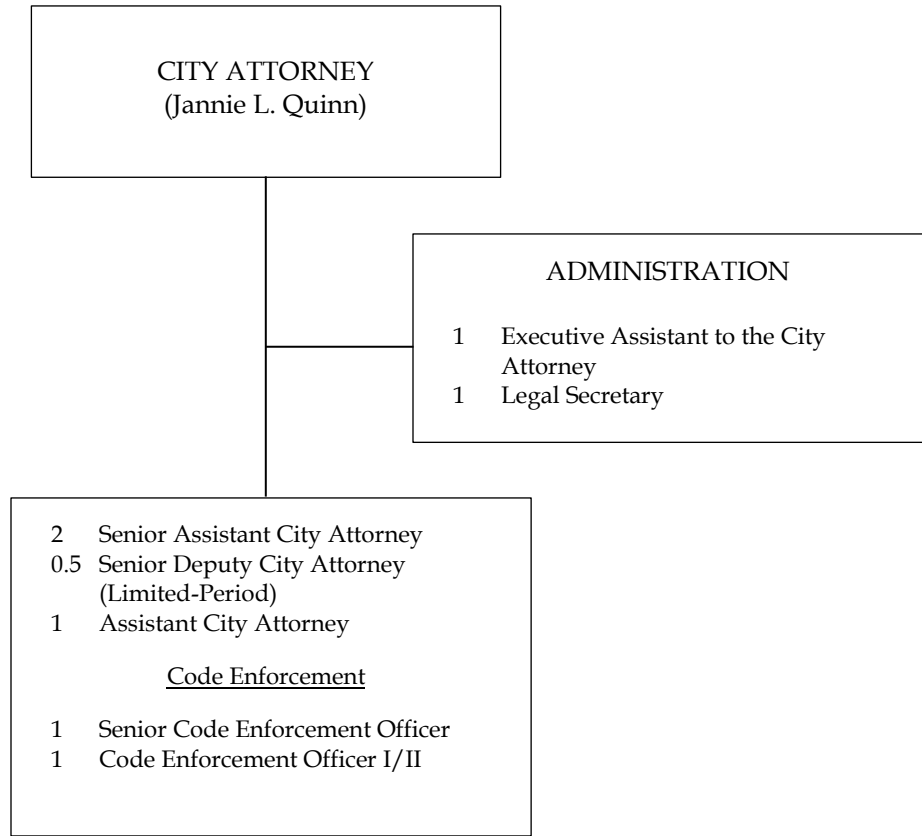 CITY ATTORNEY
(Jannie L. Quinn)
ADMINISTRATION
1 Executive Assistant to the City
Attorney
1 Legal Secretary
2 Senior Assistant City Attorney
0.5 Senior Deputy City Attorney
(Limited-Period)
1 Assistant City Attorney
Code Enforcement
1 Senior Code Enforcement Officer
1 Code Enforcement Officer I/II